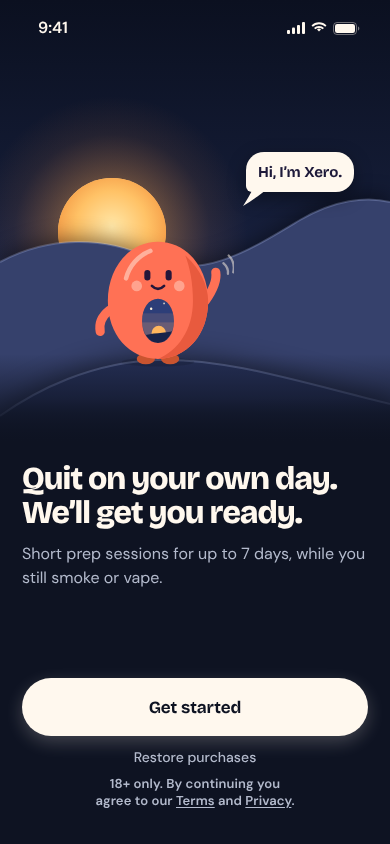 9:41
Hi, I'm Xero.
Quit on your own day.
We'll get you ready.
Short prep sessions for up to 7 days, while you
still smoke or vape.
Get started
Restore purchases
18+ only. By continuing you
agree to our Terms and Privacy.